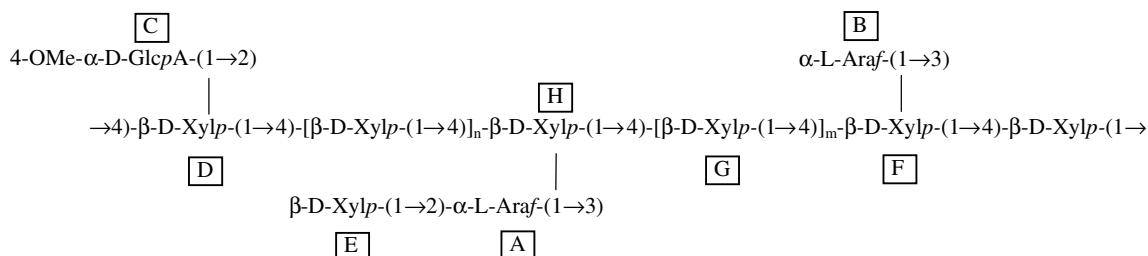 C
B
4-OMe-α-D-GlcpA-(1→2)
α-L-Araf-(1→3)
H
→4)-β-D-Xylp-(1→4)-[β-D-Xylp-(1→4)]n-β-D-Xylp-(1→4)-[β-D-Xylp-(1→4)]m-β-D-Xylp-(1→4)-β-D-Xylp-(1→
D
G
F
β-D-Xylp-(1→2)-α-L-Araf-(1→3)
E
A